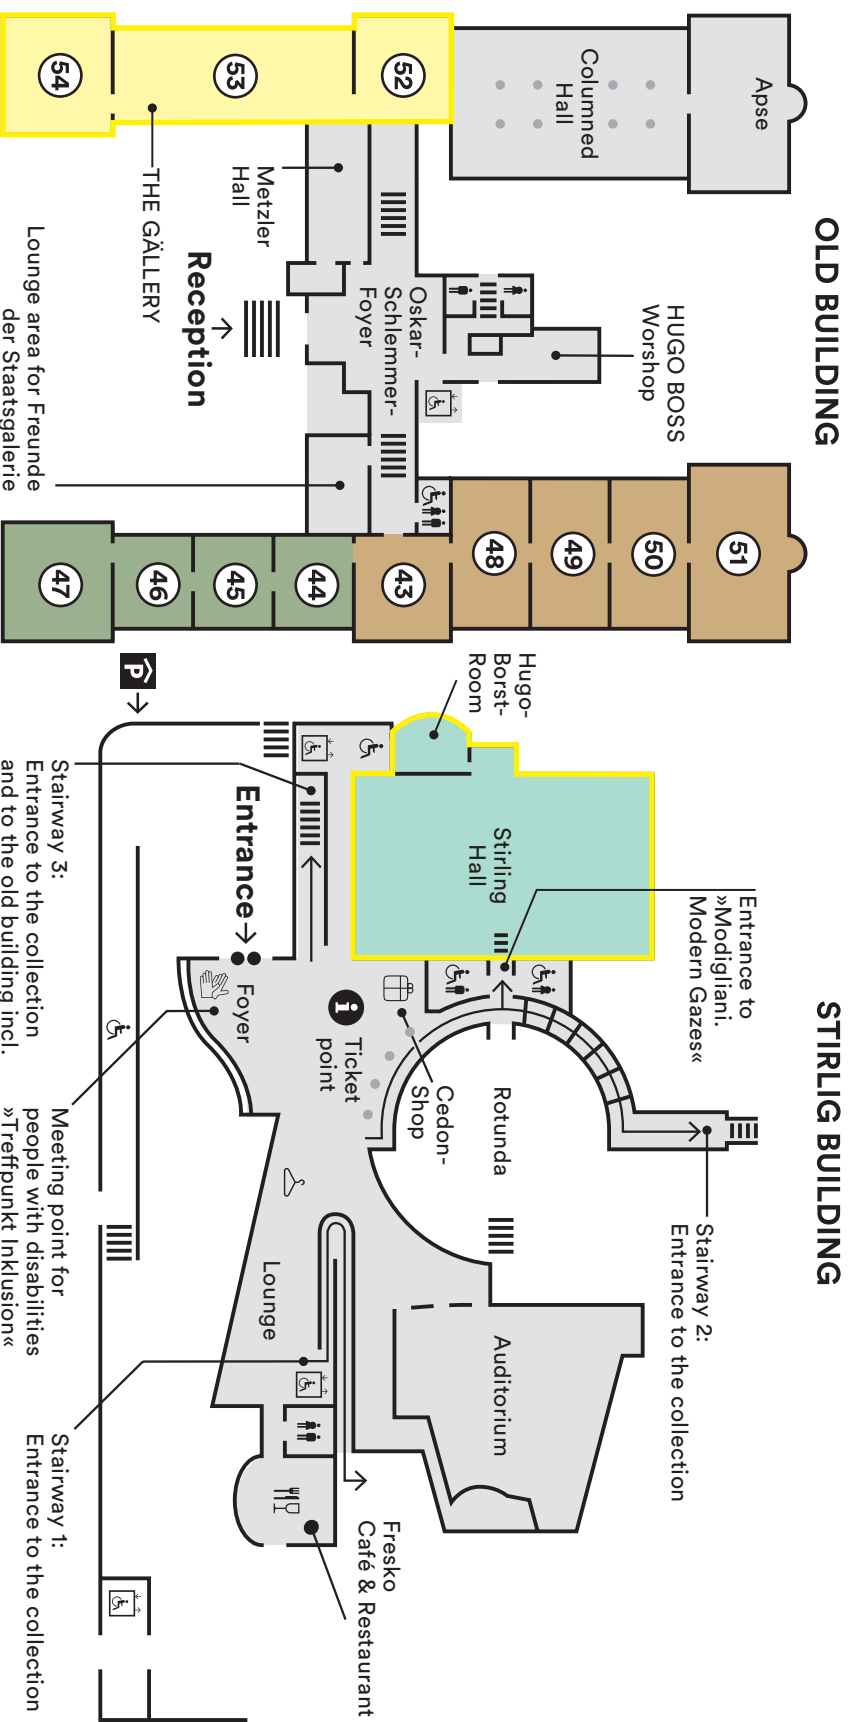 OLD BUILDING
Apse
Columned
Hall
52
53
54
THE GÄLLERY
Metzler
Hall
Reception
Oskar-
Schlemmer-
Foyer
HUGO BOSS
Worshop
Lounge area for Freunde
der Staatsgalerie
51
50
49
48
43
44
45
46
47
STIRLIG BUILDING
P
Hugo-
Borst-
Room
Stirling
Hall
Entrance to
»Modigliani.
Modern Gazes«
Stairway 3:
Entrance to the collection
and to the old building incl.
Entrance
Foyer
i
Ticket
point
Cedon-
Shop
Rotunda
Stairway 2:
Entrance to the collection
Meeting point for
people with disabilities
»Treffpunkt Inklusion«
Lounge
Auditorium
Stairway 1:
Entrance to the collection
Fresko
Café & Restaurant